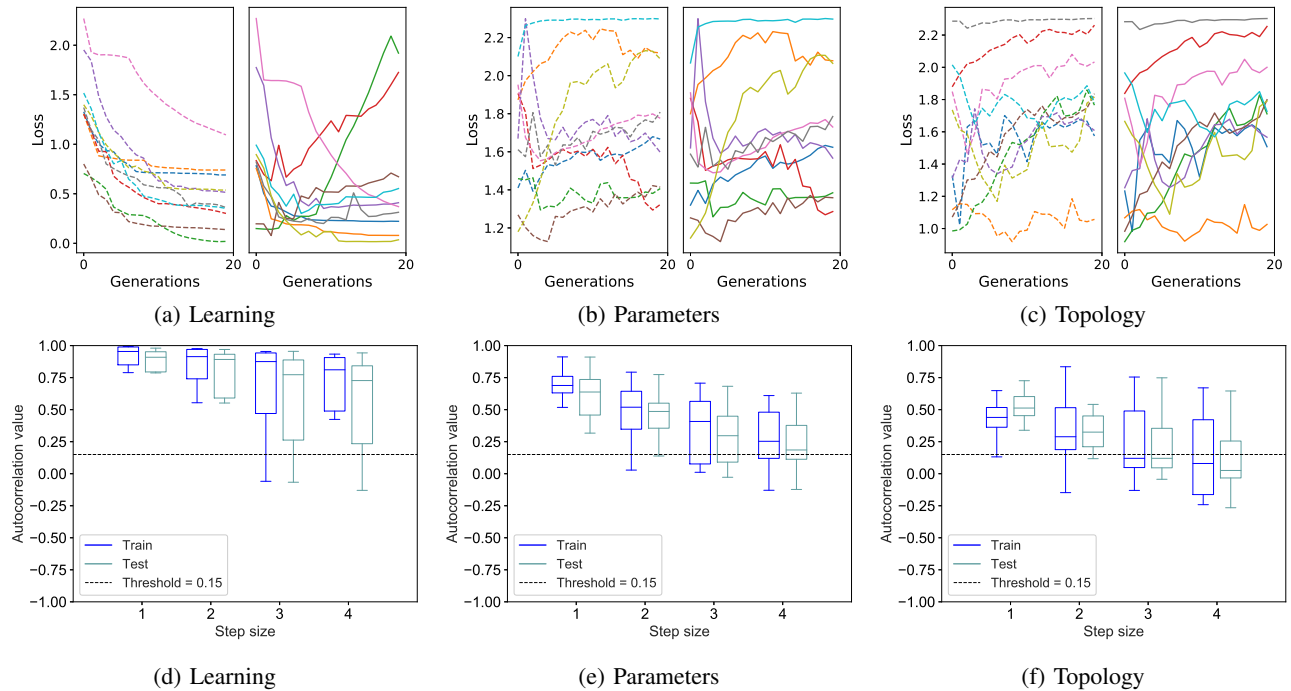 Loss
2.0
1.5
1.0
0.5
0.0
0
20
0
20
Generations
Generations
(a) Learning
Loss
2.2
2.0
1.8
1.6
1.4
1.2
0
20
0
20
Generations
Generations
(b) Parameters
Loss
2.2
2.0
1.8
1.6
1.4
1.2
1.0
0
20
0
20
Generations
Generations
(c) Topology
Autocorrelation value
1.00
0.75
0.50
0.25
0.00
−0.25
−0.50
−0.75
−1.00
Train
Test
Threshold = 0.15
1 2 3 4
Step size
(d) Learning
Autocorrelation value
1.00
0.75
0.50
0.25
0.00
−0.25
−0.50
−0.75
−1.00
Train
Test
Threshold = 0.15
1 2 3 4
Step size
(e) Parameters
Autocorrelation value
1.00
0.75
0.50
0.25
0.00
−0.25
−0.50
−0.75
−1.00
Train
Test
Threshold = 0.15
1 2 3 4
Step size
(f) Topology